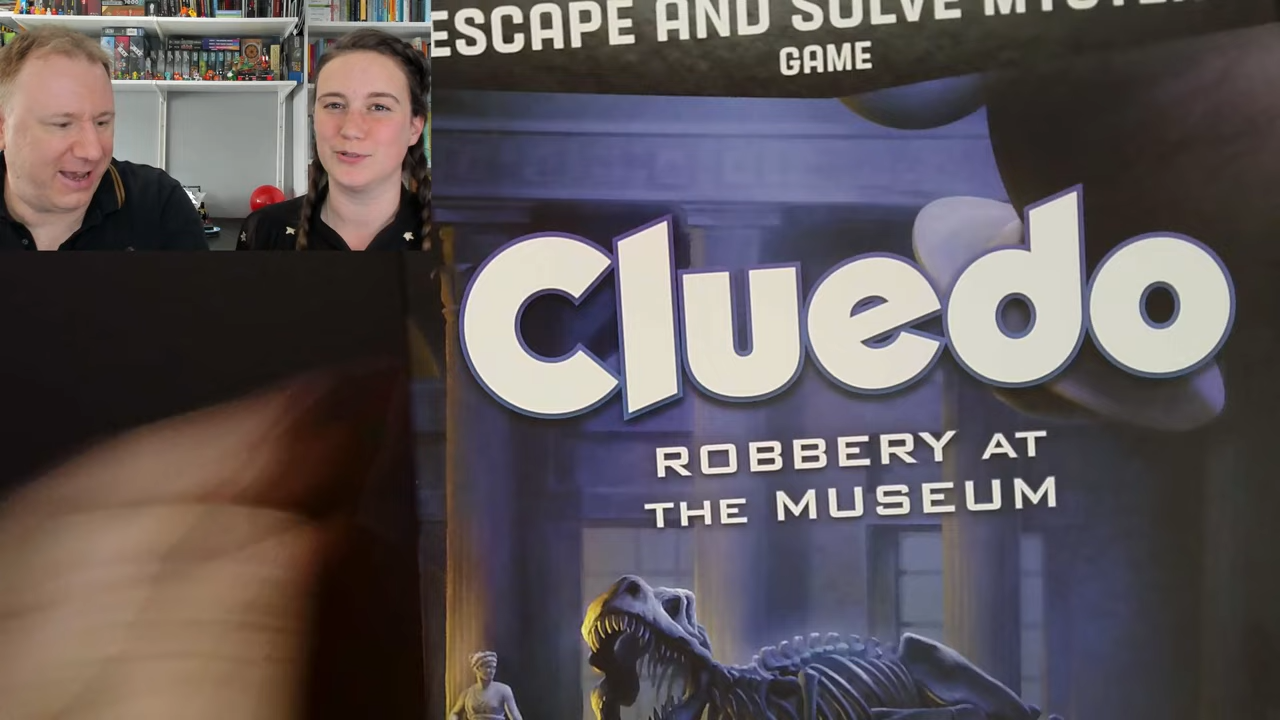 ESCAPE AND SOLVE
GAME
Cluedo
ROBBERY AT
THE MUSEUM